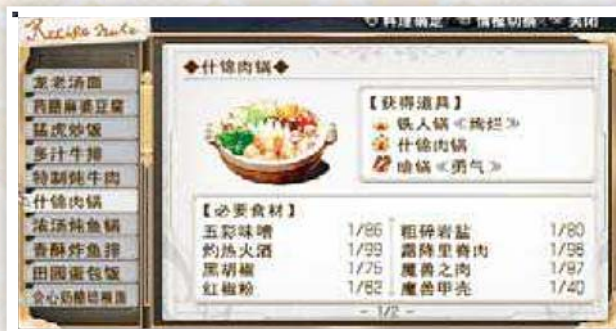 Recipe Note
料理确定 情报切换 关闭
龙老汤面
药膳麻婆豆腐
猛虎炒饭
多汁牛排
特制炖牛肉
什锦肉锅
浓汤炖鱼锅
香酥炸鱼排
田园蛋包饭
◆什锦肉锅◆
【获得道具】
铁人锅≪绚烂≫
什锦肉锅
暗锅≪勇气≫
【必要食材】
五彩味噌 1/86 粗碎岩盐 1/80
灼热火酒 1/99 霜降里脊肉 1/98
黑胡椒 1/75 魔兽之肉 1/97
红椒粉 1/82 魔兽甲壳 1/40
- 1/2 -